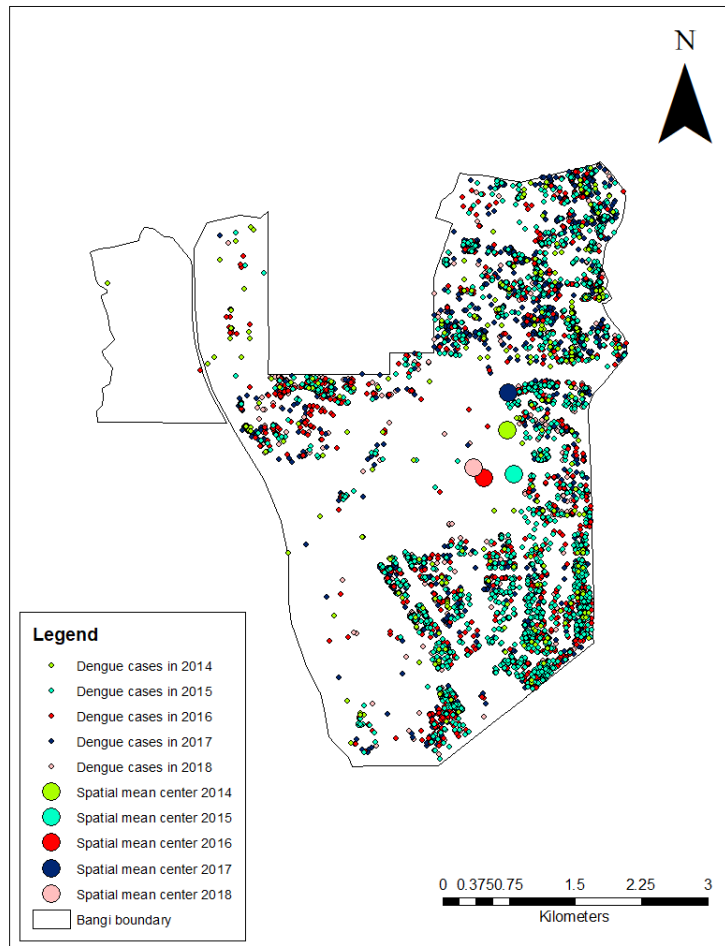 N
Legend
Dengue cases in 2014
Dengue cases in 2015
Dengue cases in 2016
Dengue cases in 2017
Dengue cases in 2018
Spatial mean center 2014
Spatial mean center 2015
Spatial mean center 2016
Spatial mean center 2017
Spatial mean center 2018
Bangi boundary
0 0.3750.75 1.5 2.25 3
Kilometers